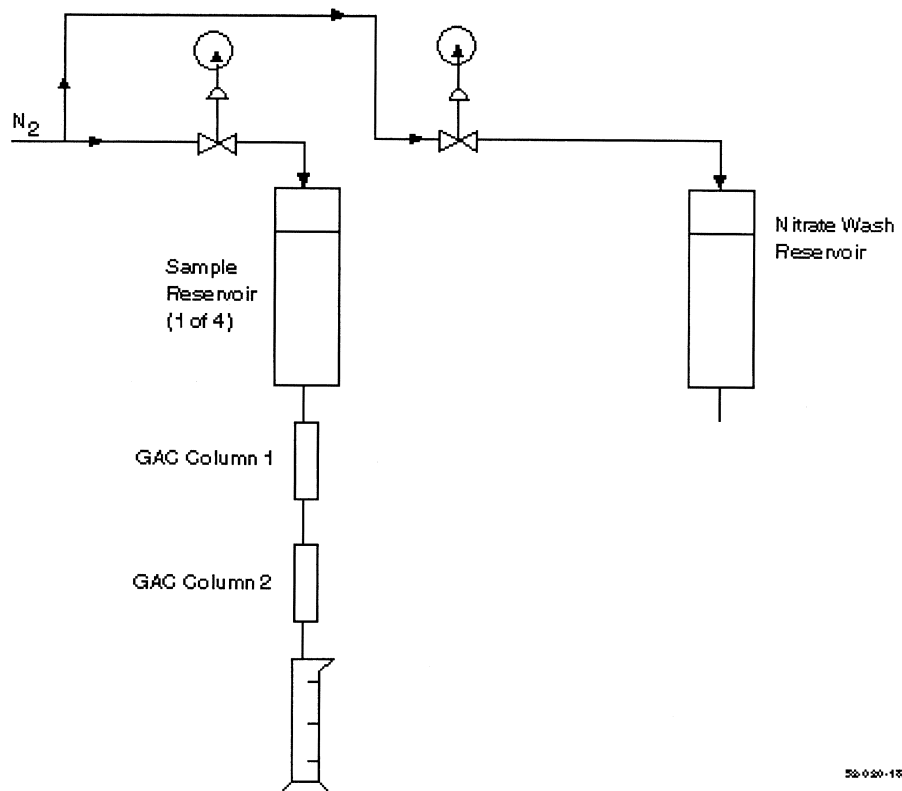 N2
Nitrate Wash
Reservoir
Sample
Reservoir
(1 of 4)
GAC Column 1
GAC Column 2